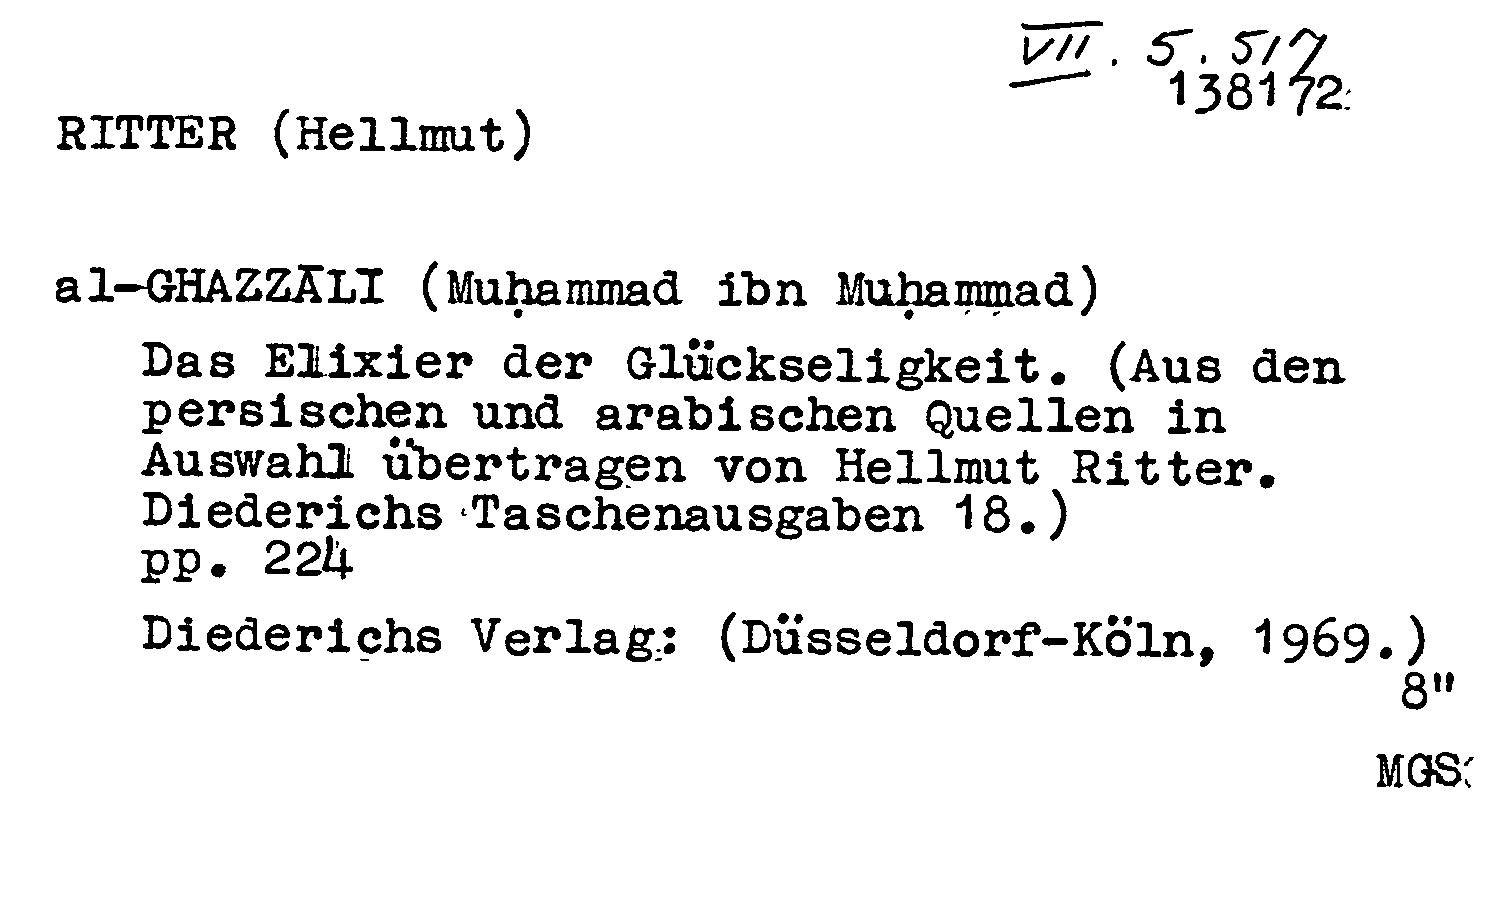 VII. 5. 517
138172
RITTER (Hellmut)
al-GHAZZĀLI (Muḥammad ibn Muḥammad)
Das Elixier der Glückseligkeit. (Aus den
persischen und arabischen Quellen in
Auswahl übertragen von Hellmut Ritter.
Diederichs Taschenausgaben 18.)
pp. 224
Diederichs Verlag: (Düsseldorf-Köln, 1969.)
8"
MGS